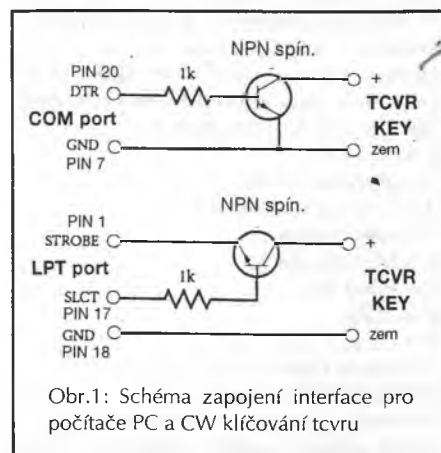 NPN spín.
PIN 20
1k
+
DTR
TCVR
COM port
KEY
GND
zem
PIN 7
NPN spín.
PIN 1
STROBE
+
1k
LPT port
TCVR
KEY
SLCT
PIN 17
GND
zem
PIN 18
Obr.1: Schéma zapojení interface pro
počítače PC a CW klíčování tcvru